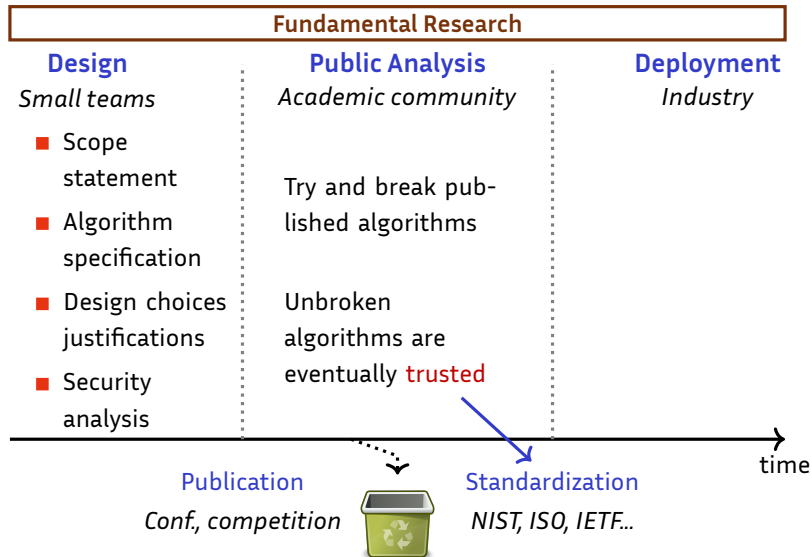 Fundamental Research
Design
Small teams
Scope
statement
Algorithm
specification
Design choices
justifications
Security
analysis
Public Analysis
Academic community
Try and break pub-
lished algorithms
Unbroken
algorithms are
eventually trusted
Deployment
Industry
time
Publication
Conf., competition
Standardization
NIST, ISO, IETF...